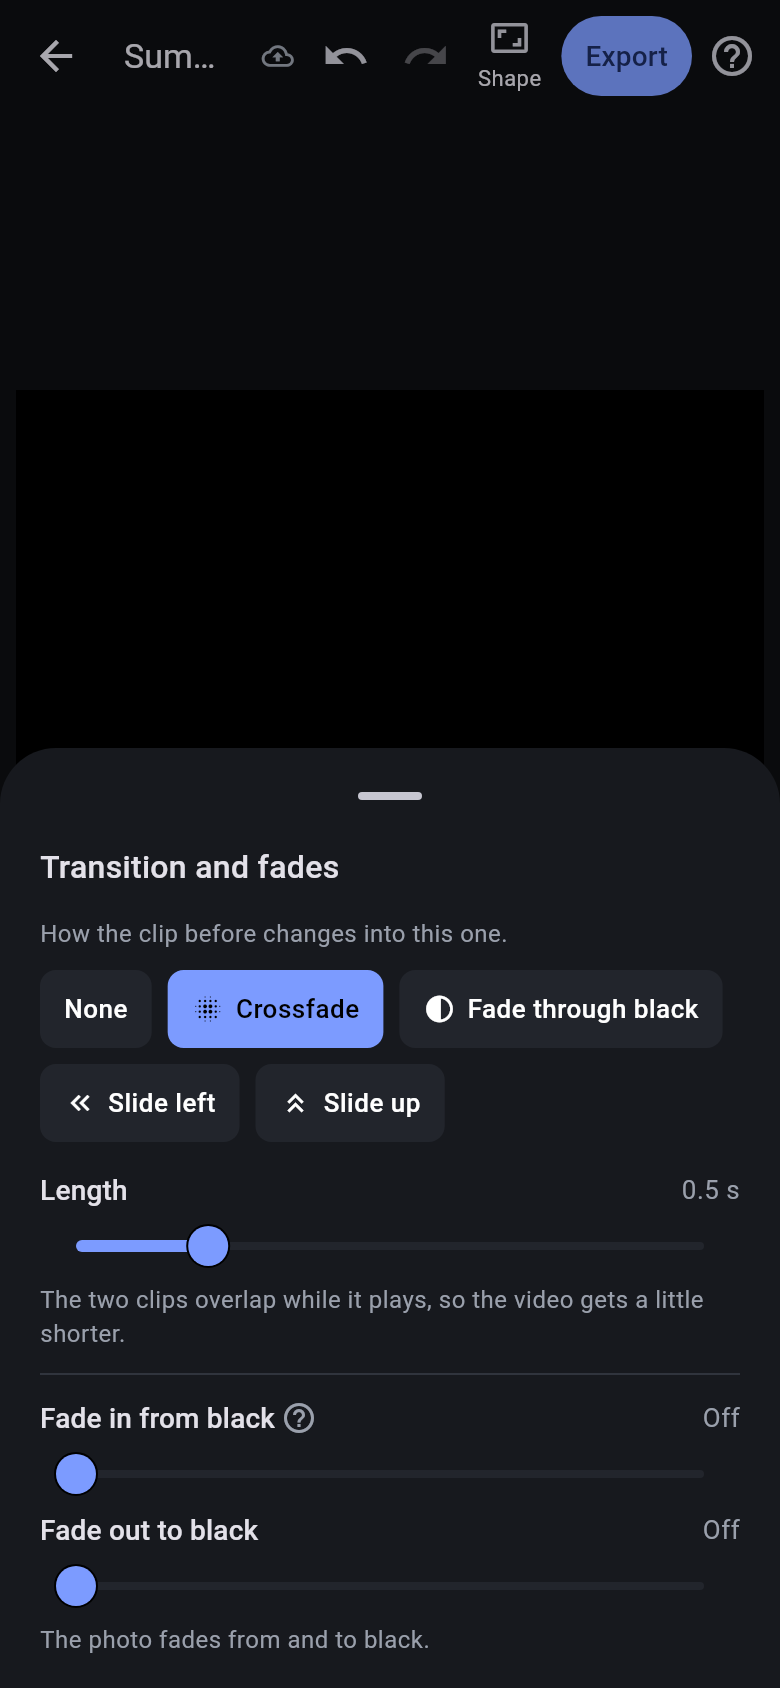 Sum...
Shape
Export
Transition and fades
How the clip before changes into this one.
None
Crossfade
Fade through black
Slide left
Slide up
Length
0.5 s
The two clips overlap while it plays, so the video gets a little
shorter.
Fade in from black
Off
Fade out to black
Off
The photo fades from and to black.